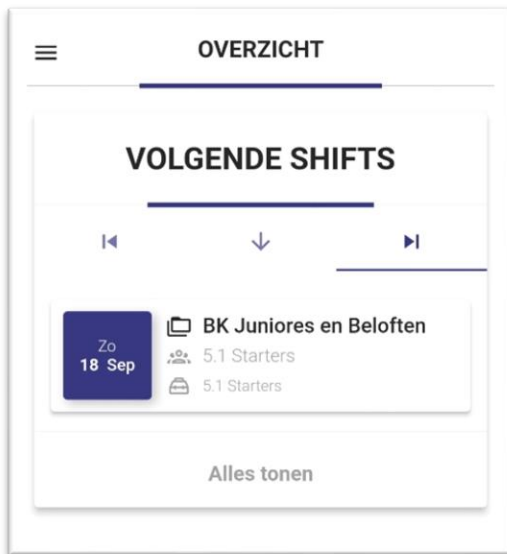 OVERZICHT
VOLGENDE SHIFTS
Zo
18 Sep
BK Juniores en Beloften
5.1 Starters
5.1 Starters
Alles tonen